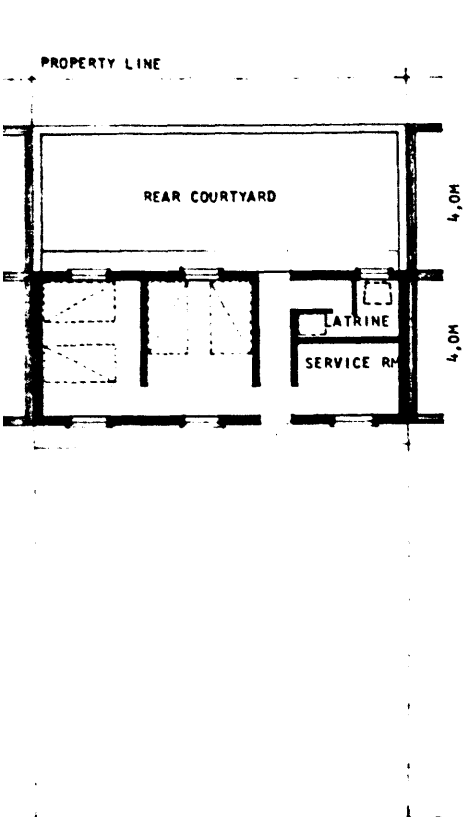 PROPERTY LINE
REAR COURTYARD
4,0M
LATRINE
4,0M
SERVICE RM